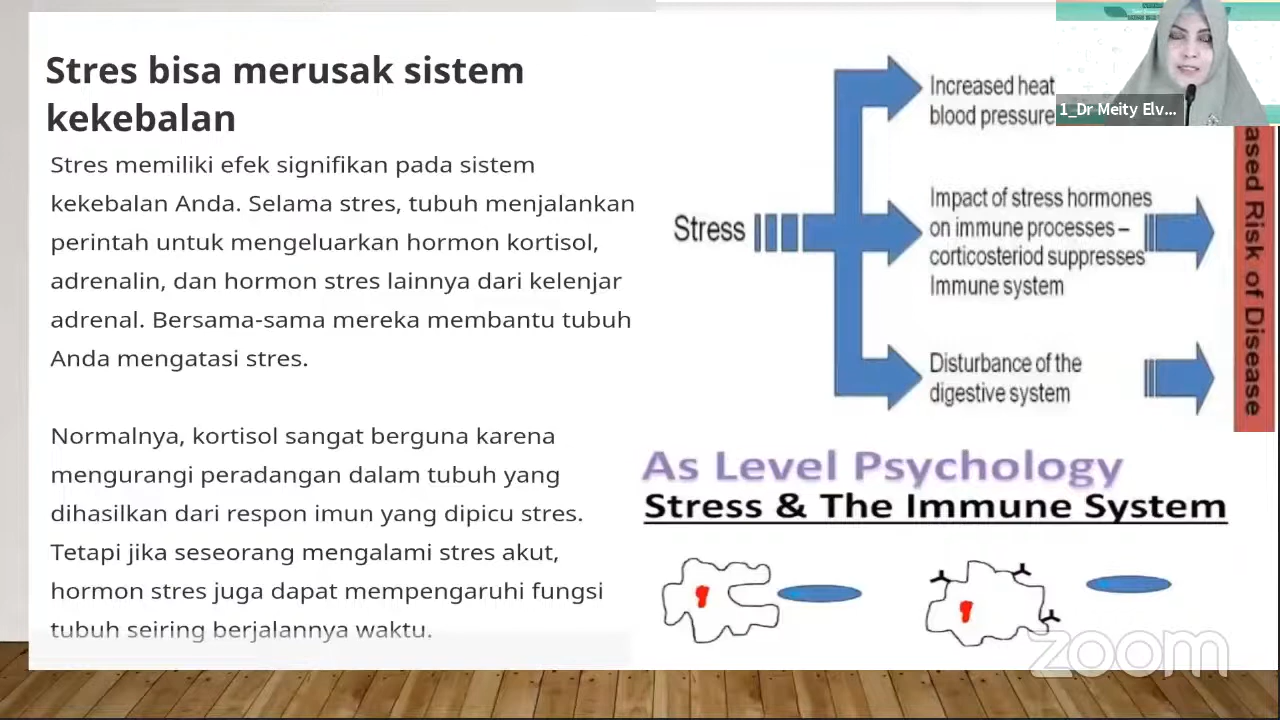 Stres bisa merusak sistem
kekebalan
Stres memiliki efek signifikan pada sistem
kekebalan Anda. Selama stres, tubuh menjalankan
perintah untuk mengeluarkan hormon kortisol,
adrenalin, dan hormon stres lainnya dari kelenjar
adrenal. Bersama-sama mereka membantu tubuh
Anda mengatasi stres.
Normalnya, kortisol sangat berguna karena
mengurangi peradangan dalam tubuh yang
dihasilkan dari respon imun yang dipicu stres.
Tetapi jika seseorang mengalami stres akut,
hormon stres juga dapat mempengaruhi fungsi
tubuh seiring berjalannya waktu.
Stress
Increased heat
blood pressure
Impact of stress hormones
on immune processes –
corticosteriod suppresses
Immune system
Disturbance of the
digestive system
ased Risk of Disease
1_Dr Meity Elv...
As Level Psychology
Stress & The Immune System
zoom